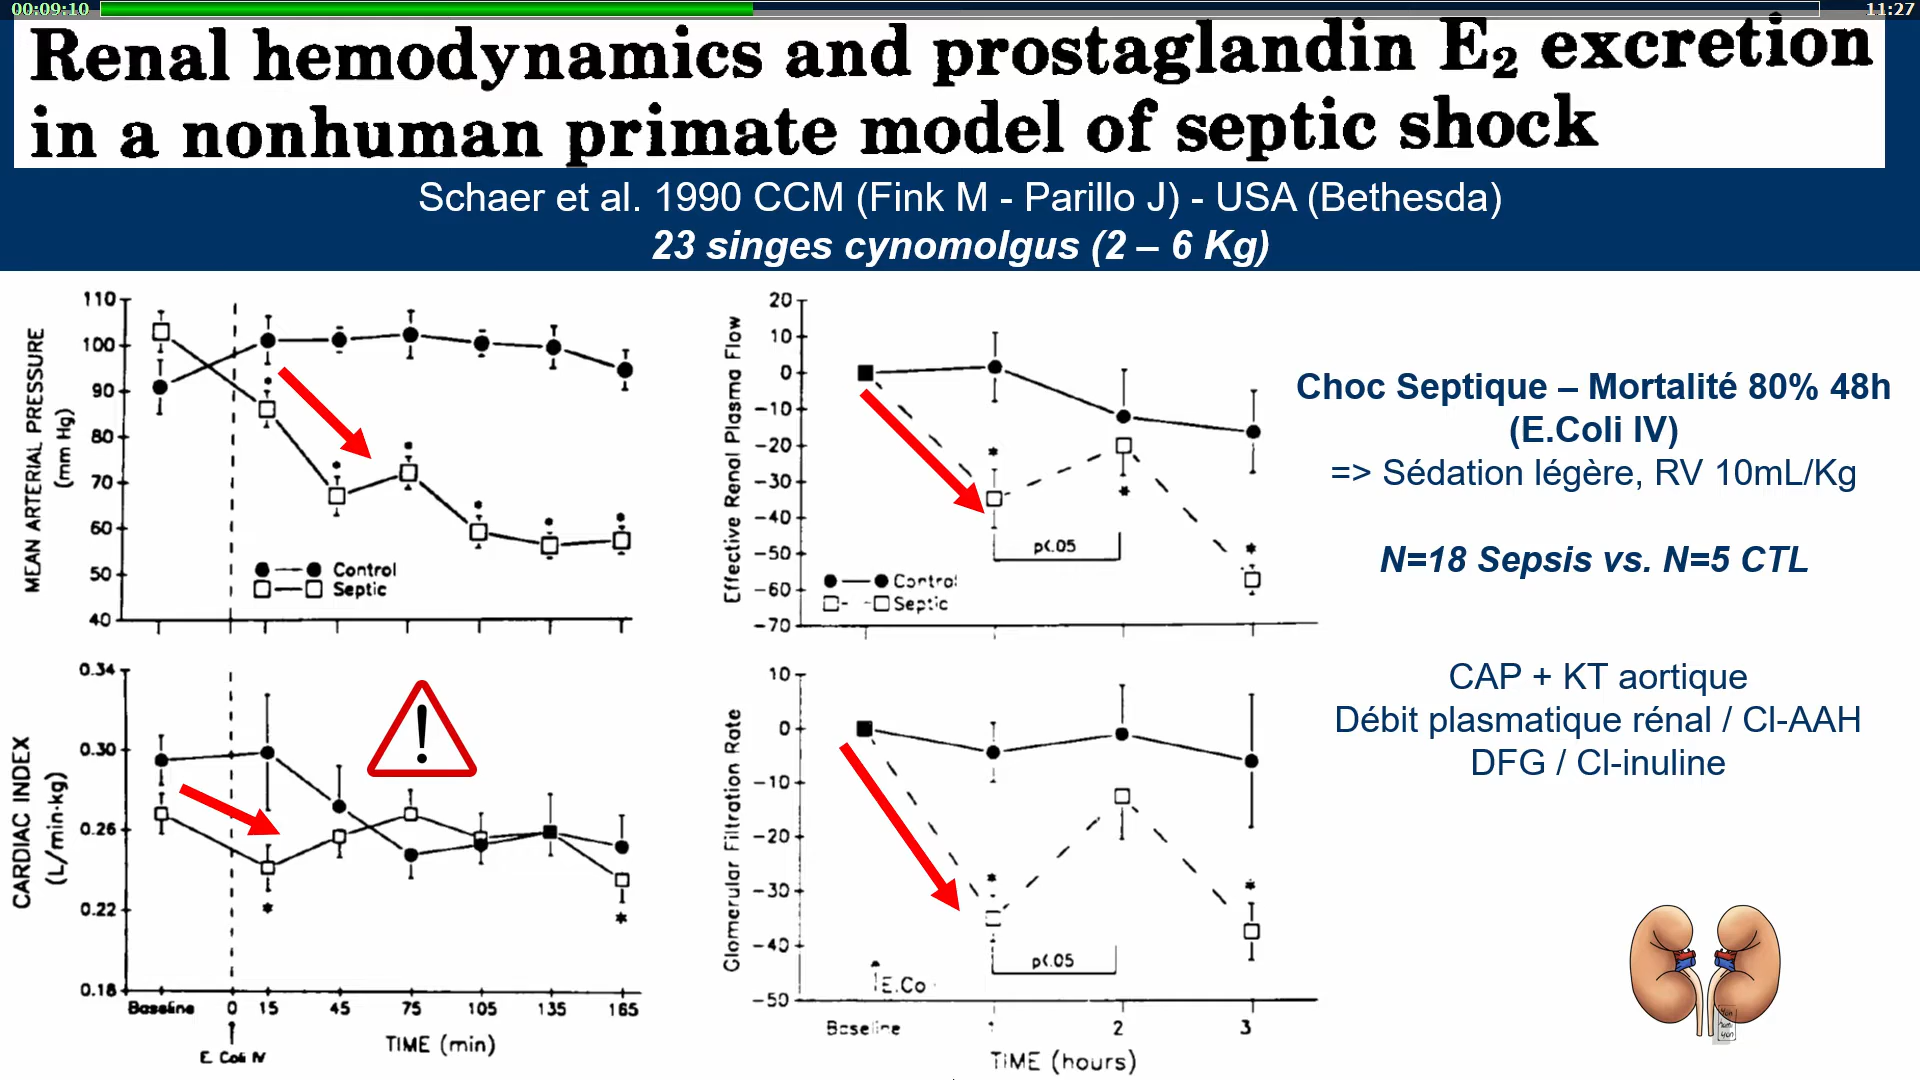 00:09:10
11:27
Renal hemodynamics and prostaglandin E₂ excretion
in a nonhuman primate model of septic shock
Schaer et al. 1990 CCM (Fink M - Parillo J) - USA (Bethesda)
23 singes cynomolgus (2 – 6 Kg)
MEAN ARTERIAL PRESSURE
(mm Hg)
110
100
90
80
70
60
50
40
Control
Septic
CARDIAC INDEX
(L/min·kg)
0.34
0.30
0.26
0.22
0.18
Baseline 0 15 45 75 105 135 165
E. Coli IV
TIME (min)
Effective Renal Plasma Flow
20
10
0
-10
-20
-30
-40
-50
-60
-70
p<.05
Control
Septic
Glomerular Filtration Rate
10
0
-10
-20
-30
-40
-50
p<.05
E.Co
Baseline 1 2 3
TIME (hours)
Choc Septique – Mortalité 80% 48h
(E.Coli IV)
=> Sédation légère, RV 10mL/Kg
N=18 Sepsis vs. N=5 CTL
CAP + KT aortique
Débit plasmatique rénal / Cl-AAH
DFG / Cl-inuline